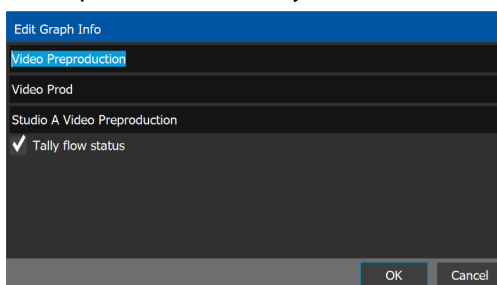 Edit Graph Info
Video Preproduction
Video Prod
Studio A Video Preproduction
Tally flow status
OK Cancel